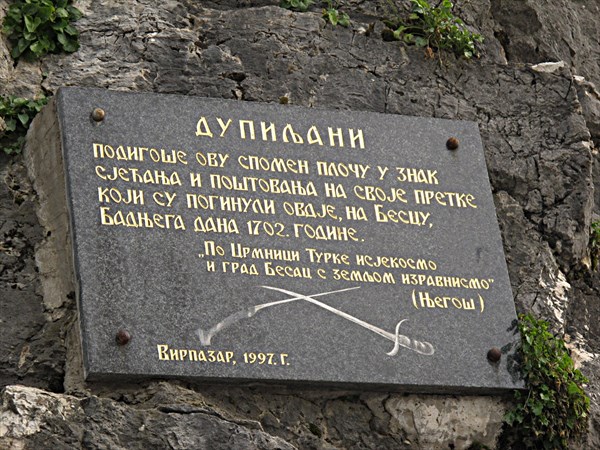 ДУПИЉАНИ
ПОДИГОШЕ ОВУ СПОМЕН ПЛОЧУ У ЗНАК
СЈЕЋАЊА И ПОШТОВАЊА НА СВОЈЕ ПРЕТКЕ
КОЈИ СУ ПОГИНУЛИ ОВДЈЕ, НА БЕСЦУ,
БАДЊЕГА ДАНА 1702. ГОДИНЕ.
„ПО ЦРМНИЦИ ТУРКЕ ИСЈЕКОСМО
И ГРАД БЕСАЦ С ЗЕМЉОМ ИЗРАВНИСМО”
(ЊЕГОШ)
ВИРПАЗАР, 1997. Г.